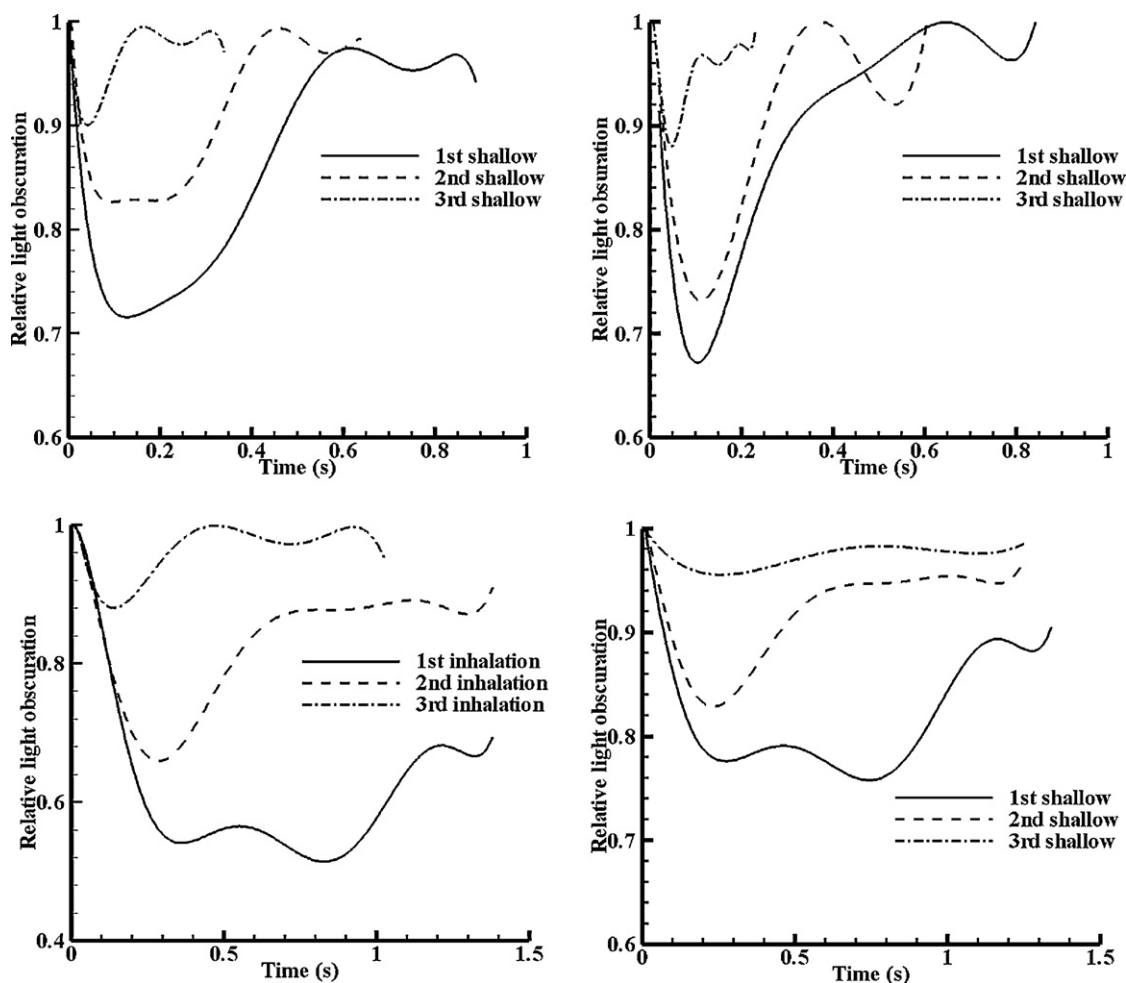 1
0.9
0.8
0.7
0.6
Relative light obscuration
1st shallow
2nd shallow
3rd shallow
0 0.2 0.4 0.6 0.8 1
Time (s)
1
0.9
0.8
0.7
0.6
Relative light obscuration
1st shallow
2nd shallow
3rd shallow
0 0.2 0.4 0.6 0.8 1
Time (s)
1
0.8
0.6
0.4
Relative light obscuration
1st inhalation
2nd inhalation
3rd inhalation
0 0.5 1 1.5
Time (s)
1
0.9
0.8
0.7
0.6
Relative light obscuration
1st shallow
2nd shallow
3rd shallow
0 0.5 1 1.5
Time (s)